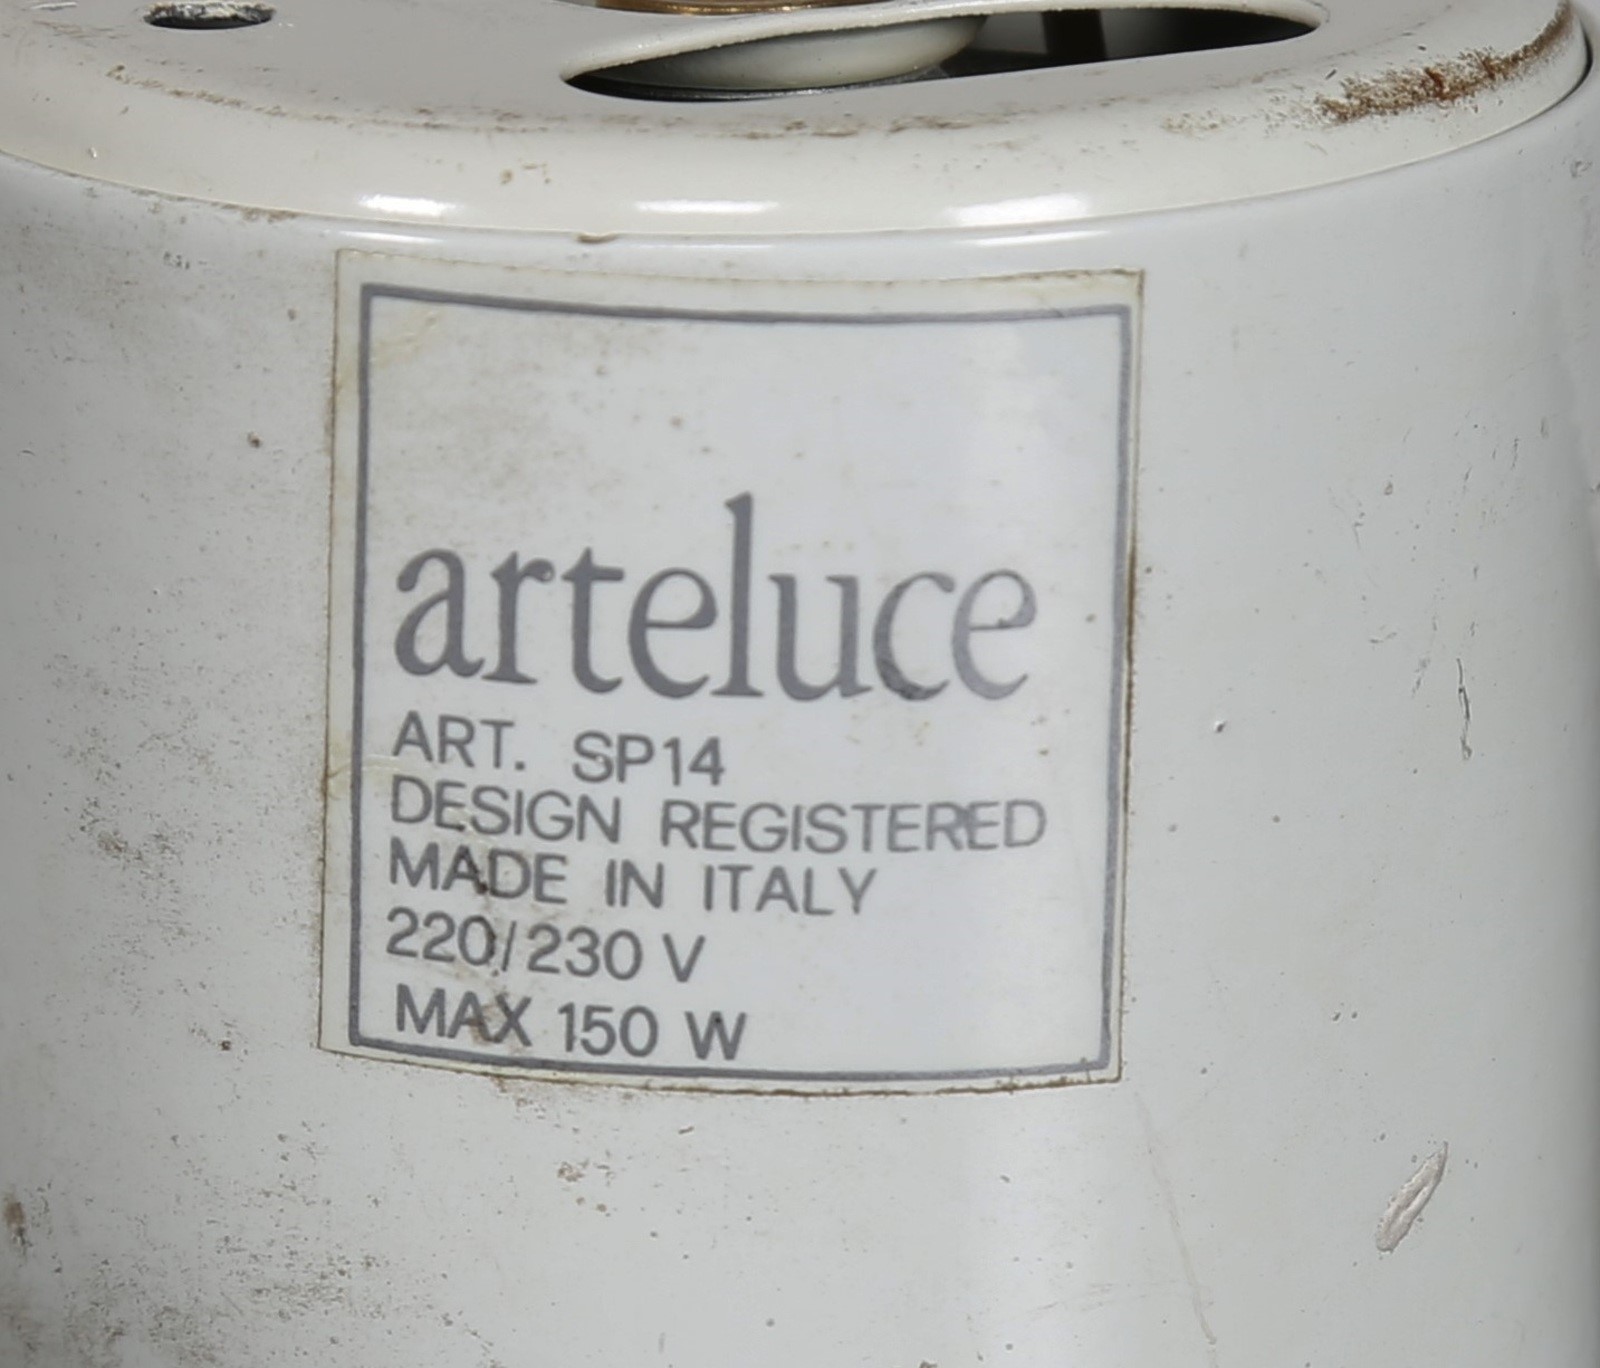 arteluce
ART. SP14
DESIGN REGISTERED
MADE IN ITALY
220/230 V
MAX 150 W